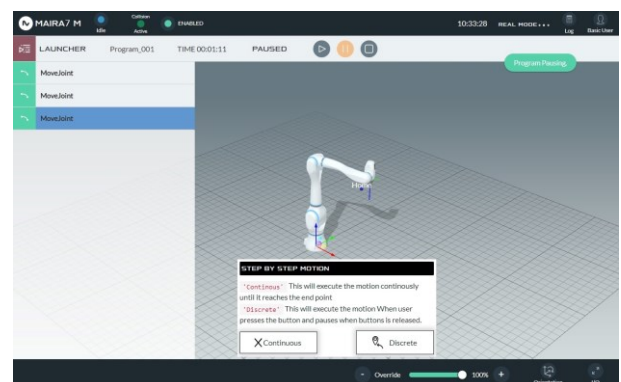 MAIRA7 M
Idle
Collision
Active
ENABLED
10:33:28
REAL MODE...
Log
Basic User
LAUNCHER
Program_001
TIME 00:01:11
PAUSED
Program Pausing.
MoveJoint
MoveJoint
MoveJoint
Home
STEP BY STEP MOTION
'Continous' This will execute the motion continously
until it reaches the end point
'Discrete' This will execute the motion When user
presses the button and pauses when buttons is released.
Continuous
Discrete
- Override 100% +